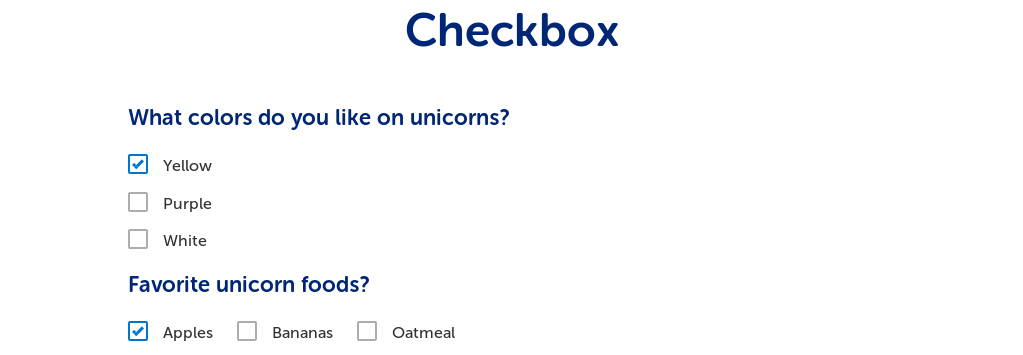 Checkbox
What colors do you like on unicorns?
Yellow
Purple
White
Favorite unicorn foods?
Apples Bananas Oatmeal